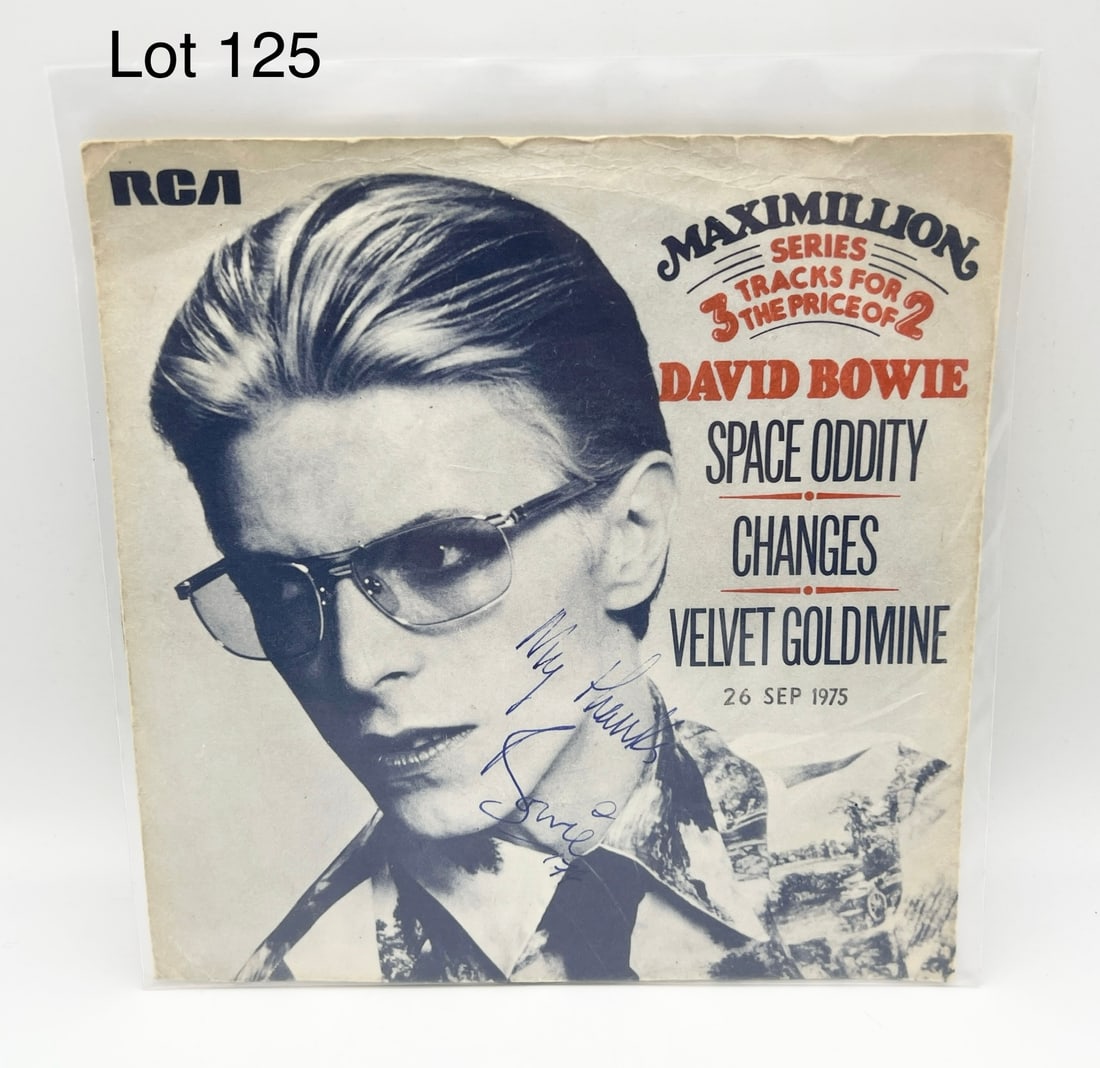 Lot 125
RCA
MAXIMILLION
SERIES
3 TRACKS FOR
THE PRICE OF 2
DAVID BOWIE
SPACE ODDITY
CHANGES
VELVET GOLDMINE
26 SEP 1975
My thanks
Bowie